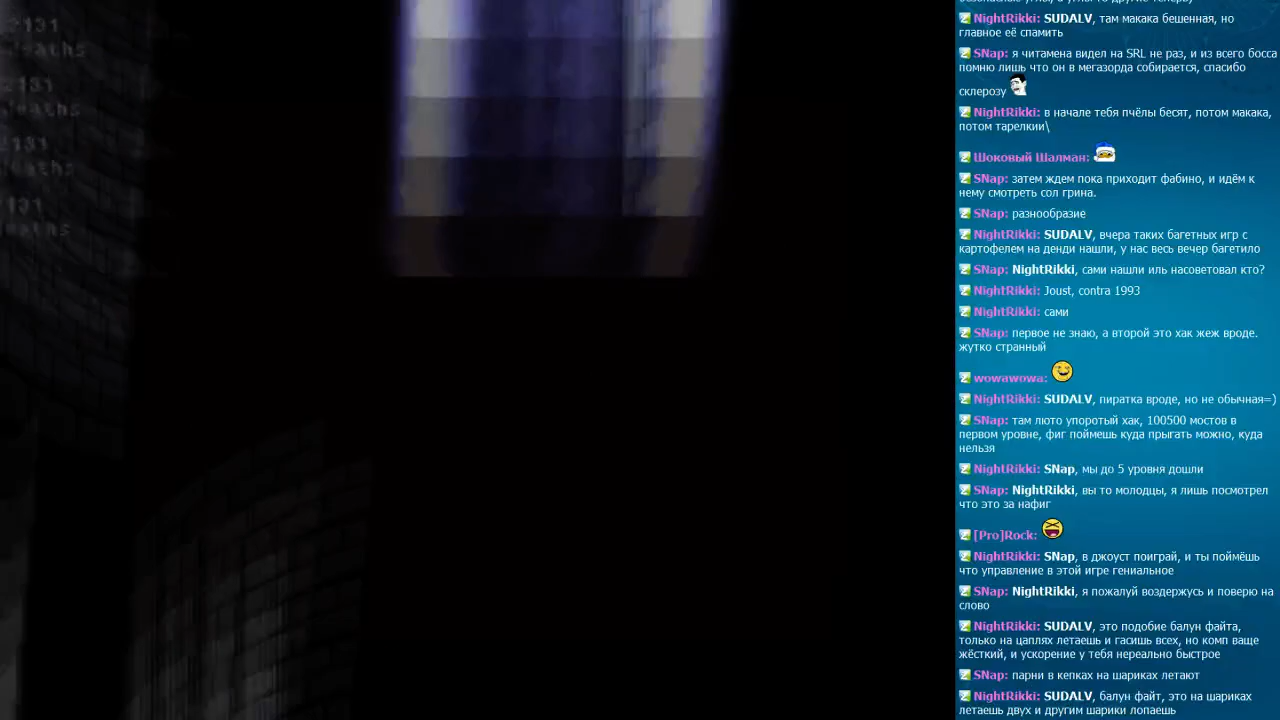 2131
deaths
2131
deaths
2131
deaths
2131
deaths
NightRikki: SUDALV, там макака бешенная, но
главное её спамить
SNap: я читамена видел на SRL не раз, и из всего босса
помню лишь что он в мегазорда собирается, спасибо
склерозу
NightRikki: в начале тебя пчёлы бесят, потом макака,
потом тарелкии\
Шоковый Шалман:
SNap: затем ждем пока приходит фабино, и идём к
нему смотреть сол грина.
SNap: разнообразие
NightRikki: SUDALV, вчера таких багетных игр с
картофелем на денди нашли, у нас весь вечер багетило
SNap: NightRikki, сами нашли иль насоветовал кто?
NightRikki: Joust, contra 1993
NightRikki: сами
SNap: первое не знаю, а второй это хак жеж вроде.
жутко странный
wowawowa:
NightRikki: SUDALV, пиратка вроде, но не обычная=)
SNap: там люто упоротый хак, 100500 мостов в
первом уровне, фиг поймешь куда прыгать можно, куда
нельзя
NightRikki: SNap, мы до 5 уровня дошли
SNap: NightRikki, вы то молодцы, я лишь посмотрел
что это за нафиг
[Pro]Rock:
NightRikki: SNap, в джоуст поиграй, и ты поймёшь
что управление в этой игре гениальное
SNap: NightRikki, я пожалуй воздержусь и поверю на
слово
NightRikki: SUDALV, это подобие балун файта,
только на цаплях летаешь и гасишь всех, но комп ваще
жёсткий, и ускорение у тебя нереально быстрое
SNap: парни в кепках на шариках летают
NightRikki: SUDALV, балун файт, это на шариках
летаешь двух и другим шарики лопаешь